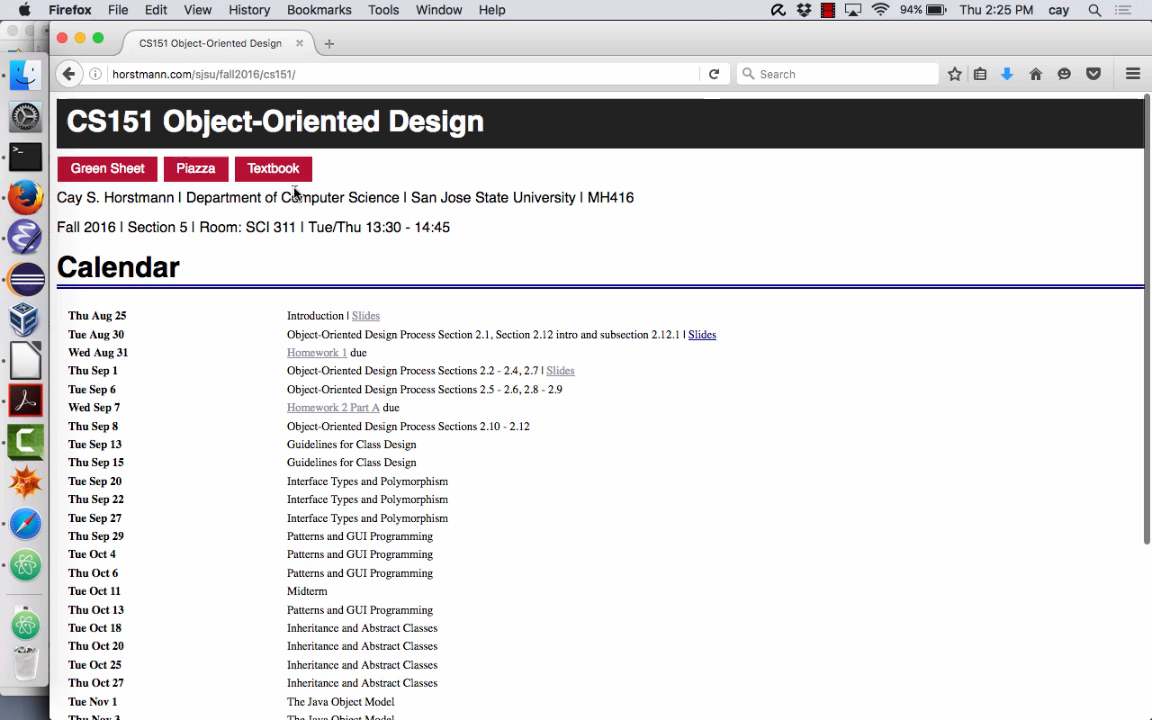 Firefox File Edit View History Bookmarks Tools Window Help 94% Thu 2:25 PM cay
CS151 Object-Oriented Design
horstmann.com/sjsu/fall2016/cs151/ Search
CS151 Object-Oriented Design
Green Sheet Piazza Textbook
Cay S. Horstmann | Department of Computer Science | San Jose State University | MH416
Fall 2016 | Section 5 | Room: SCI 311 | Tue/Thu 13:30 - 14:45
Calendar
Thu Aug 25 Introduction | Slides
Tue Aug 30 Object-Oriented Design Process Section 2.1, Section 2.12 intro and subsection 2.12.1 | Slides
Wed Aug 31 Homework 1 due
Thu Sep 1 Object-Oriented Design Process Sections 2.2 - 2.4, 2.7 | Slides
Tue Sep 6 Object-Oriented Design Process Sections 2.5 - 2.6, 2.8 - 2.9
Wed Sep 7 Homework 2 Part A due
Thu Sep 8 Object-Oriented Design Process Sections 2.10 - 2.12
Tue Sep 13 Guidelines for Class Design
Thu Sep 15 Guidelines for Class Design
Tue Sep 20 Interface Types and Polymorphism
Thu Sep 22 Interface Types and Polymorphism
Tue Sep 27 Interface Types and Polymorphism
Thu Sep 29 Patterns and GUI Programming
Tue Oct 4 Patterns and GUI Programming
Thu Oct 6 Patterns and GUI Programming
Tue Oct 11 Midterm
Thu Oct 13 Patterns and GUI Programming
Tue Oct 18 Inheritance and Abstract Classes
Thu Oct 20 Inheritance and Abstract Classes
Tue Oct 25 Inheritance and Abstract Classes
Thu Oct 27 Inheritance and Abstract Classes
Tue Nov 1 The Java Object Model
Thu Nov 3 The Java Object Model